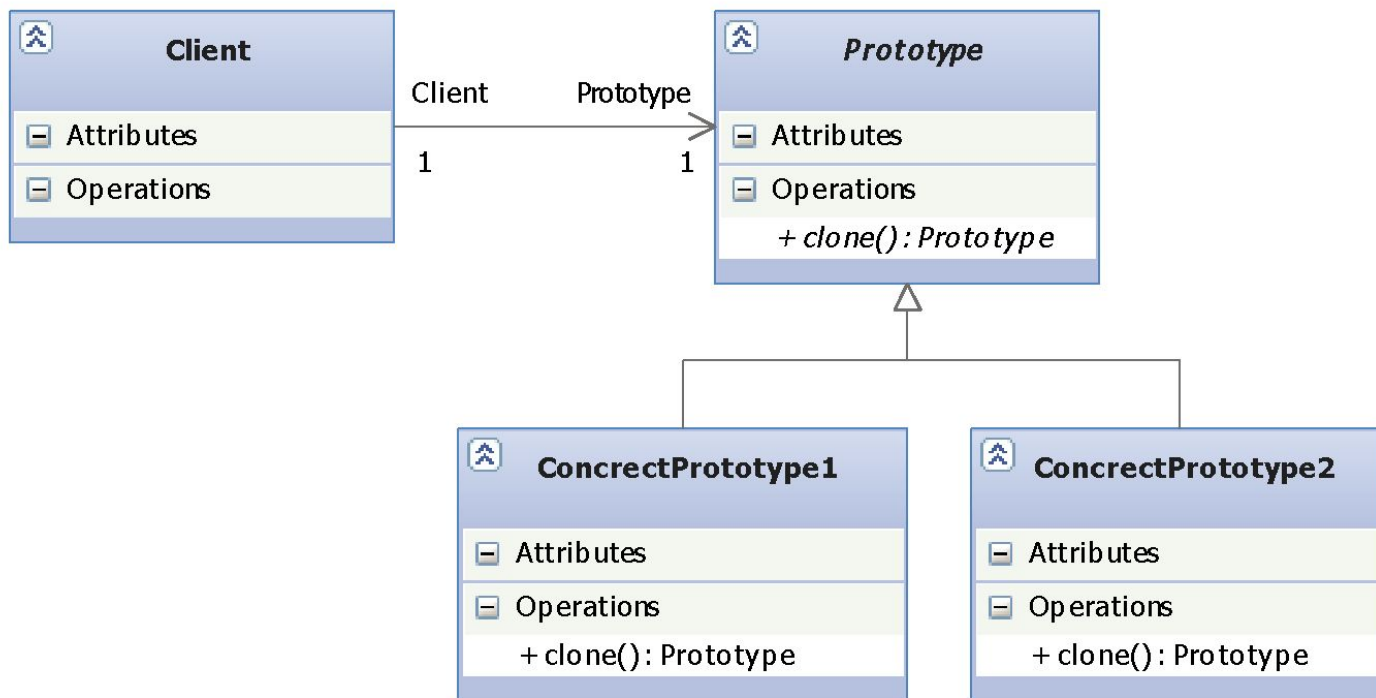 Client
Attributes
Operations
Client
Prototype
1
1
Prototype
Attributes
Operations
+ clone() : Prototype
ConcrectPrototype1
Attributes
Operations
+ clone() : Prototype
ConcrectPrototype2
Attributes
Operations
+ clone() : Prototype